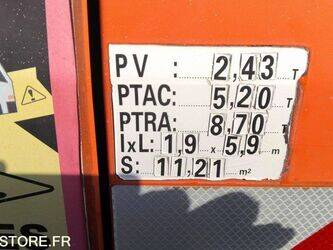 PV : 2,43 T
PTAC: 5,20 T
PTRA: 8,70 T
lxL: 1,9 x 5,9 m
S: 11,21 m²
ES
STORE.FR